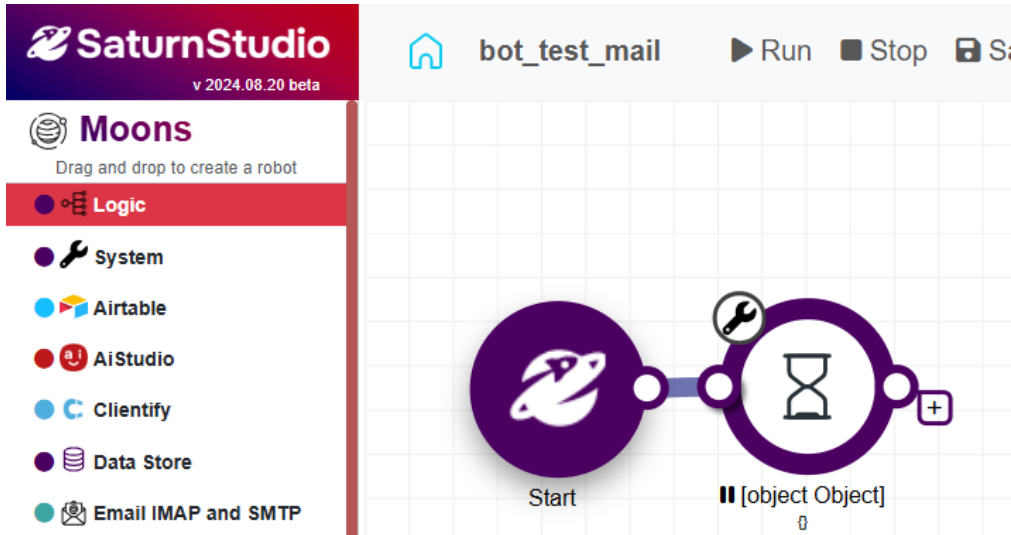 SaturnStudio
v 2024.08.20 beta
bot_test_mail
Run
Stop
Moons
Drag and drop to create a robot
Logic
System
Airtable
AiStudio
Clientify
Data Store
Email IMAP and SMTP
Start
[object Object]
{}